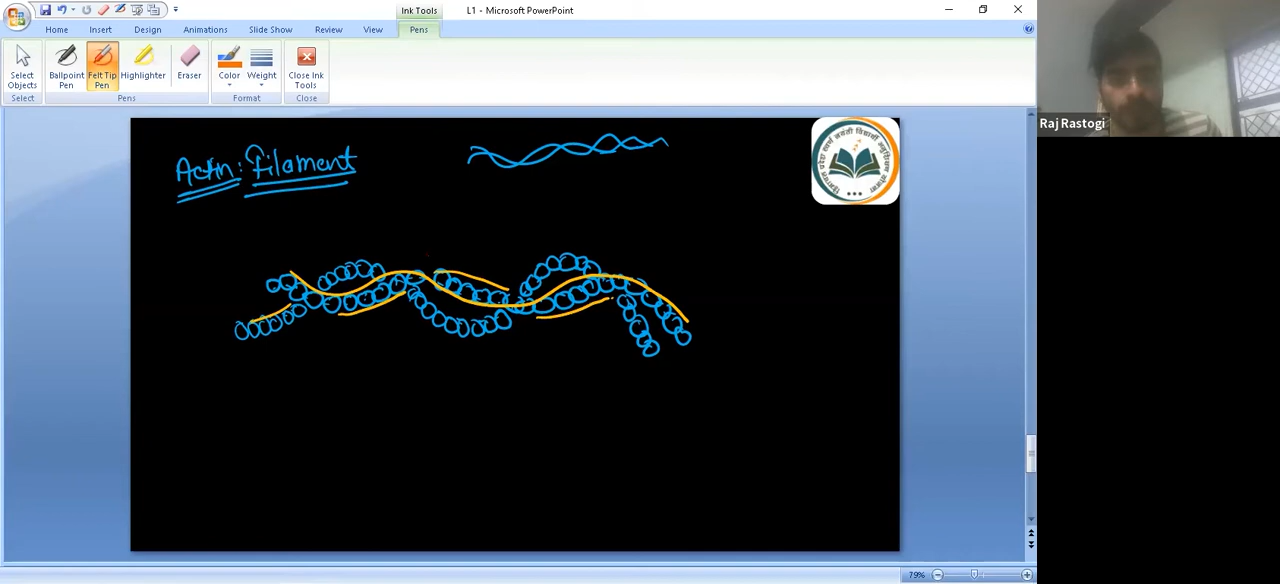 Ink Tools
L1 - Microsoft PowerPoint
Home Insert Design Animations Slide Show Review View Pens
Select Objects
Ballpoint Pen
Felt Tip Pen
Highlighter
Eraser
Color
Weight
Close Ink Tools
Select Pens Format Close
Raj Rastogi
Actin: Filament
79%